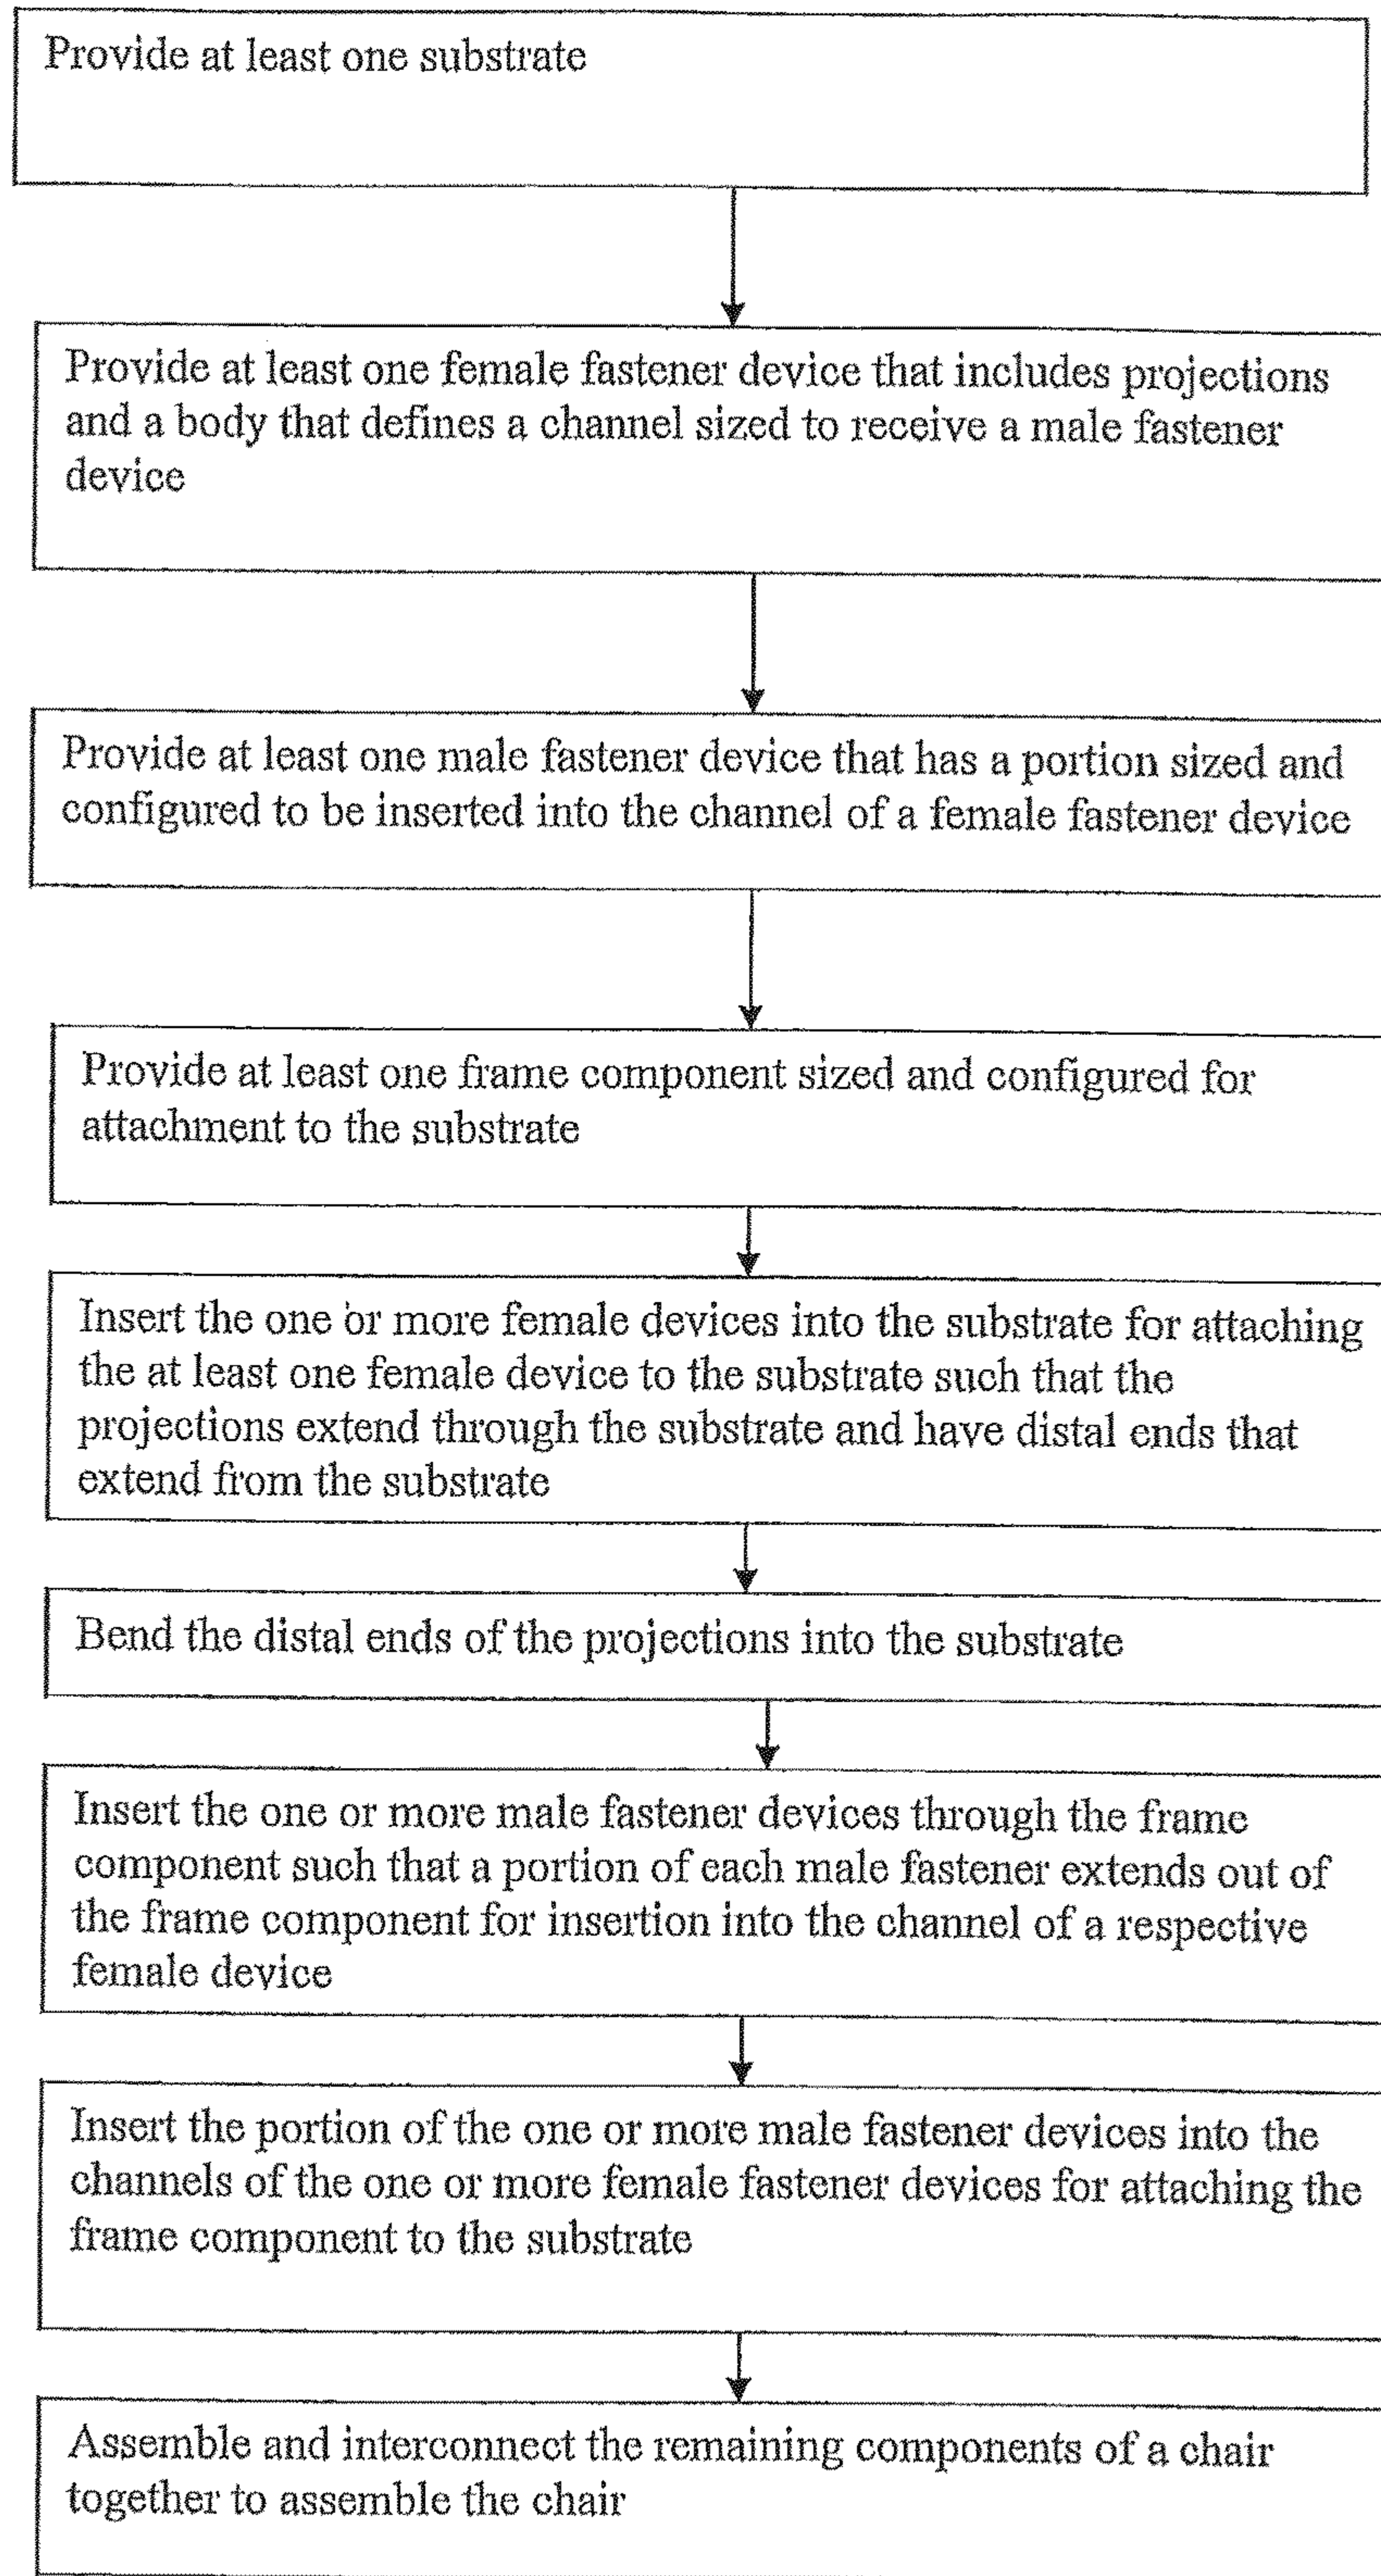 Provide at least one substrate
Provide at least one female fastener device that includes projections
and a body that defines a channel sized to receive a male fastener
device
Provide at least one male fastener device that has a portion sized and
configured to be inserted into the channel of a female fastener device
Provide at least one frame component sized and configured for
attachment to the substrate
Insert the one or more female devices into the substrate for attaching
the at least one female device to the substrate such that the
projections extend through the substrate and have distal ends that
extend from the substrate
Bend the distal ends of the projections into the substrate
Insert the one or more male fastener devices through the frame
component such that a portion of each male fastener extends out of
the frame component for insertion into the channel of a respective
female device
Insert the portion of the one or more male fastener devices into the
channels of the one or more female fastener devices for attaching the
frame component to the substrate
Assemble and interconnect the remaining components of a chair
together to assemble the chair